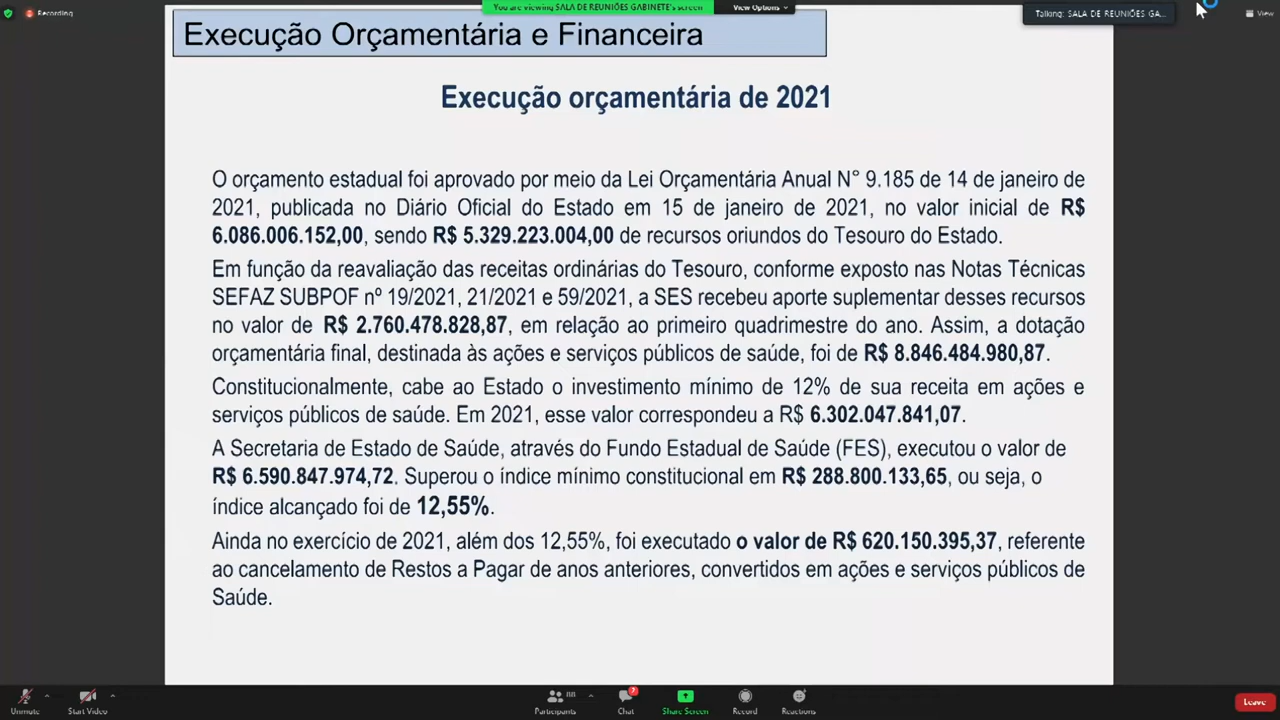 Recording
You are viewing SALA DE REUNIÕES GABINETE's screen
View Options
Talking: SALA DE REUNIÕES GA...
View
Execução Orçamentária e Financeira
Execução orçamentária de 2021
O orçamento estadual foi aprovado por meio da Lei Orçamentária Anual N° 9.185 de 14 de janeiro de
2021, publicada no Diário Oficial do Estado em 15 de janeiro de 2021, no valor inicial de R$
6.086.006.152,00, sendo R$ 5.329.223.004,00 de recursos oriundos do Tesouro do Estado.
Em função da reavaliação das receitas ordinárias do Tesouro, conforme exposto nas Notas Técnicas
SEFAZ SUBPOF nº 19/2021, 21/2021 e 59/2021, a SES recebeu aporte suplementar desses recursos
no valor de R$ 2.760.478.828,87, em relação ao primeiro quadrimestre do ano. Assim, a dotação
orçamentária final, destinada às ações e serviços públicos de saúde, foi de R$ 8.846.484.980,87.
Constitucionalmente, cabe ao Estado o investimento mínimo de 12% de sua receita em ações e
serviços públicos de saúde. Em 2021, esse valor correspondeu a R$ 6.302.047.841,07.
A Secretaria de Estado de Saúde, através do Fundo Estadual de Saúde (FES), executou o valor de
R$ 6.590.847.974,72. Superou o índice mínimo constitucional em R$ 288.800.133,65, ou seja, o
índice alcançado foi de 12,55%.
Ainda no exercício de 2021, além dos 12,55%, foi executado o valor de R$ 620.150.395,37, referente
ao cancelamento de Restos a Pagar de anos anteriores, convertidos em ações e serviços públicos de
Saúde.
Unmute
Start Video
Participants
Chat
7
Share Screen
Record
Reactions
Leave